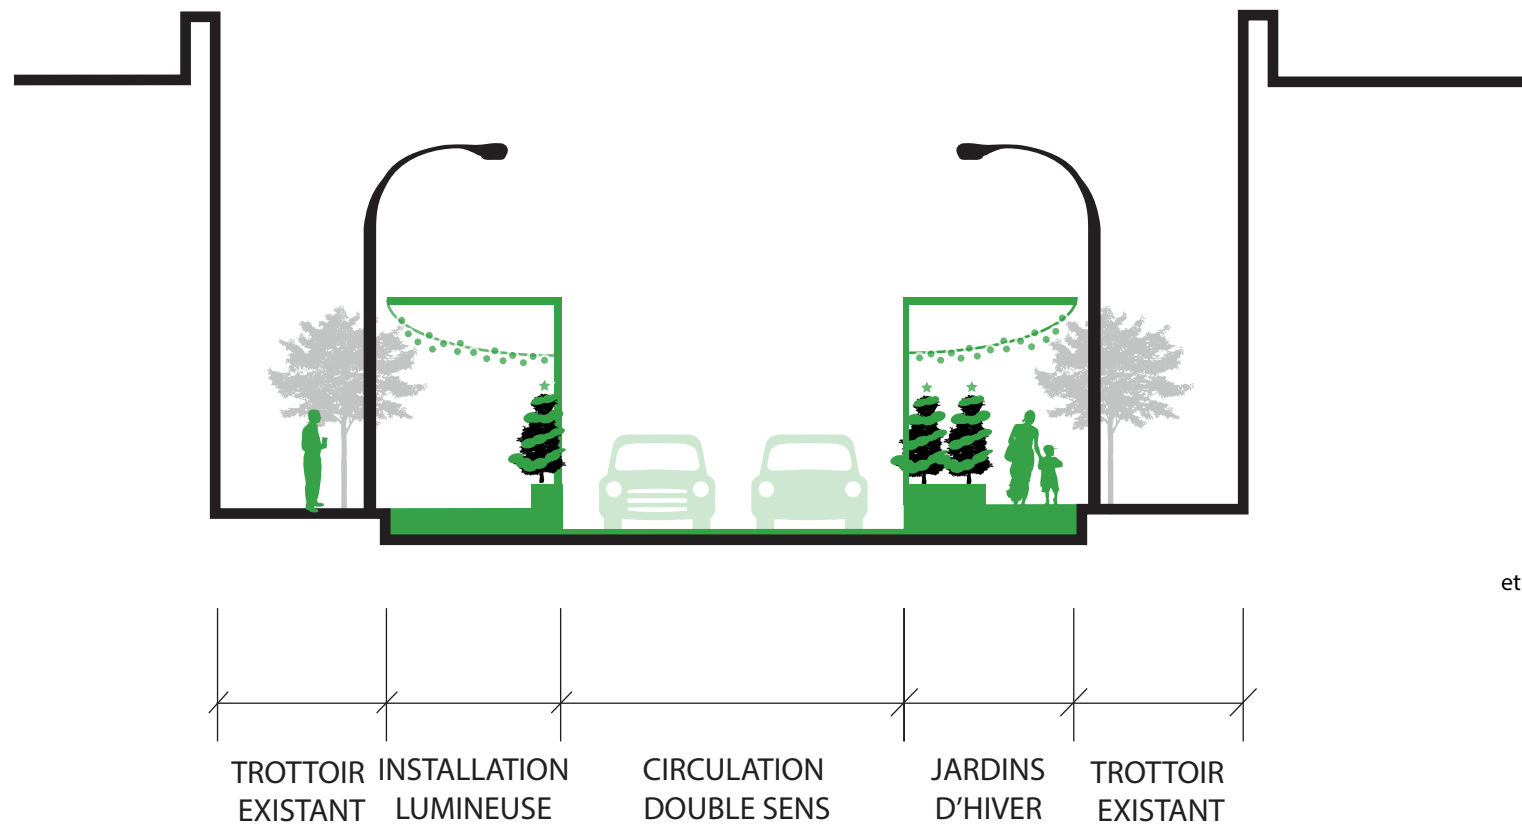 et
TROTTOIR
EXISTANT
INSTALLATION
LUMINEUSE
CIRCULATION
DOUBLE SENS
JARDINS
D'HIVER
TROTTOIR
EXISTANT